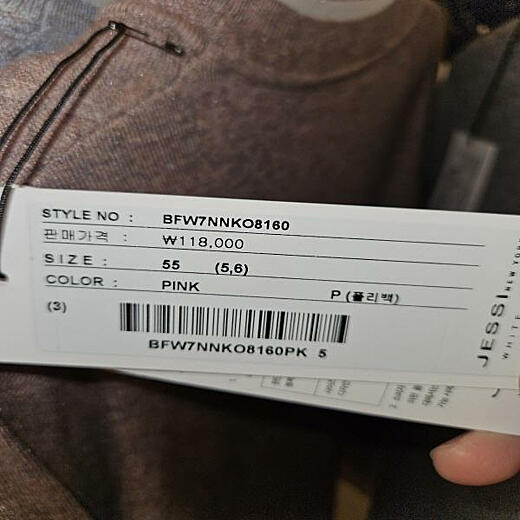 STYLE NO : BFW7NNKO8160
판매가격 : ₩118,000
SIZE : 55 (5,6)
COLOR : PINK P (폴리백)
(3)
BFW7NNKO8160PK 5
JESSI NEW YORK
WHITE